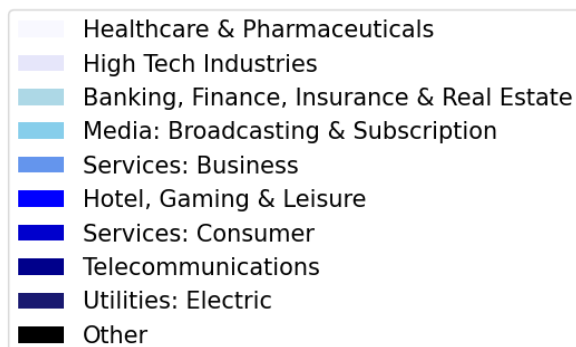 Healthcare & Pharmaceuticals
High Tech Industries
Banking, Finance, Insurance & Real Estate
Media: Broadcasting & Subscription
Services: Business
Hotel, Gaming & Leisure
Services: Consumer
Telecommunications
Utilities: Electric
Other